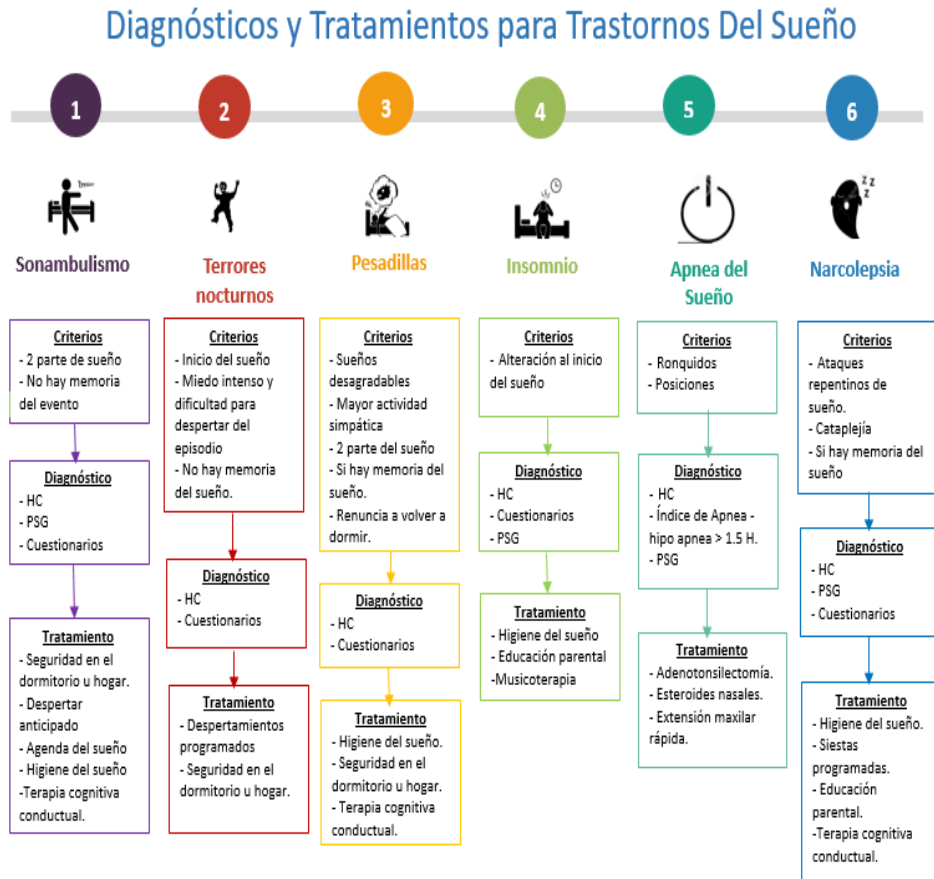 Diagnósticos y Tratamientos para Trastornos Del Sueño
1
2
3
4
5
6
Sonambulismo
Terrores
nocturnos
Pesadillas
Insomnio
Apnea del
Sueño
Narcolepsia
Criterios
- 2 parte de sueño
- No hay memoria
del evento
Diagnóstico
- HC
- PSG
- Cuestionarios
Tratamiento
- Seguridad en el
dormitorio u hogar.
- Despertar
anticipado
- Agenda del sueño
- Higiene del sueño
-Terapia cognitiva
conductual.
Criterios
- Inicio del sueño
- Miedo intenso y
dificultad para
despertar del
episodio
- No hay memoria
del sueño.
Diagnóstico
- HC
- Cuestionarios
Tratamiento
- Despertamientos
programados
- Seguridad en el
dormitorio u hogar.
Criterios
- Sueños
desagradables
- Mayor actividad
simpática
- 2 parte del sueño
- Si hay memoria del
sueño.
- Renuncia a volver a
dormir.
Diagnóstico
- HC
- Cuestionarios
Tratamiento
- Higiene del sueño.
- Seguridad en el
dormitorio u hogar.
- Terapia cognitiva
conductual.
Criterios
- Alteración al inicio
del sueño
Diagnóstico
- HC
- Cuestionarios
- PSG
Tratamiento
- Higiene del sueño
- Educación parental
-Musicoterapia
Criterios
- Ronquidos
- Posiciones
Diagnóstico
- HC
- Índice de Apnea -
hipo apnea > 1.5 H.
- PSG
Tratamiento
- Adenotonsilectomía.
- Esteroides nasales.
- Extensión maxilar
rápida.
z z
z
Criterios
- Ataques
repentinos de
sueño.
- Cataplejía
- Si hay memoria del
sueño
Diagnóstico
- HC
- PSG
- Cuestionarios
Tratamiento
- Higiene del sueño.
- Siestas
programadas.
- Educación
parental.
-Terapia cognitiva
conductual.